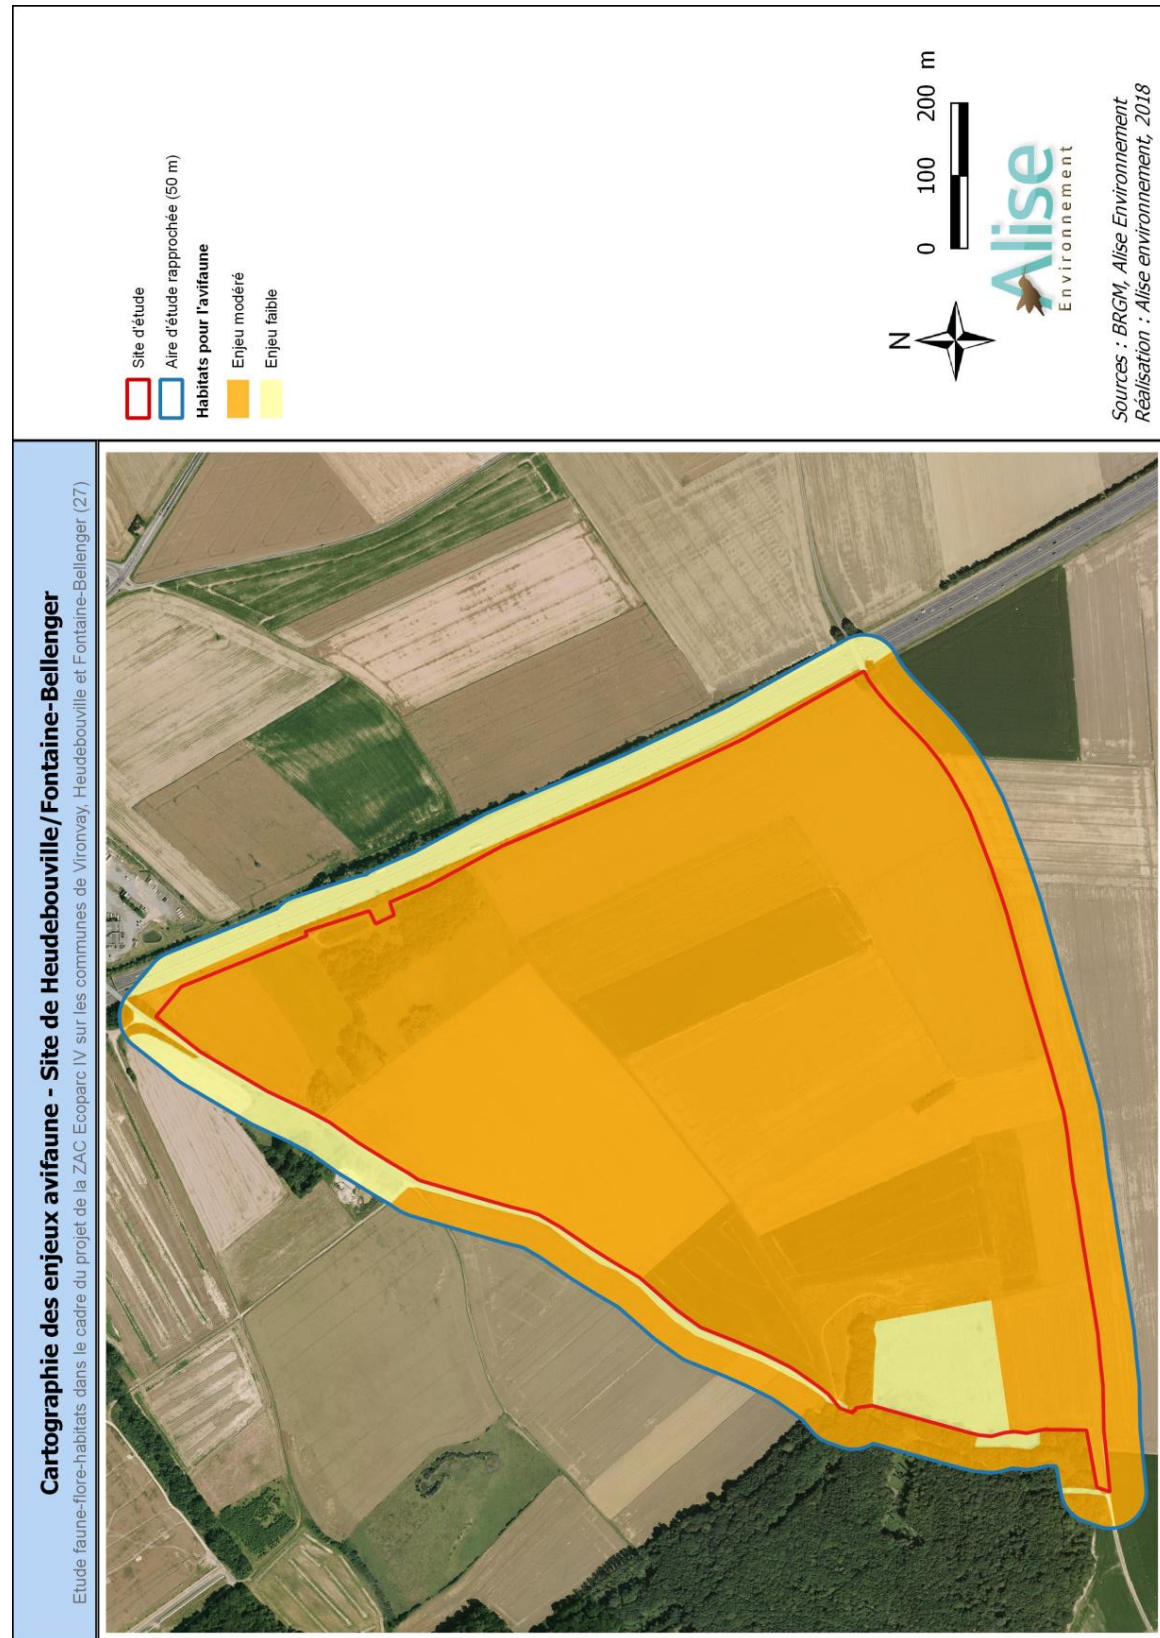 Cartographie des enjeux avifaune - Site de Heudebouville/Fontaine-Bellenger
Etude faune-flore-habitats dans le cadre du projet de la ZAC Ecoparc IV sur les communes de Vironvay, Heudebouville et Fontaine-Bellenger (27)
Site d'étude
Aire d'étude rapprochée (50 m)
Habitats pour l'avifaune
Enjeu modéré
Enjeu faible
N
0 100 200 m
Alise
Environnement
Sources : BRGM, Alise Environnement
Réalisation : Alise environnement, 2018